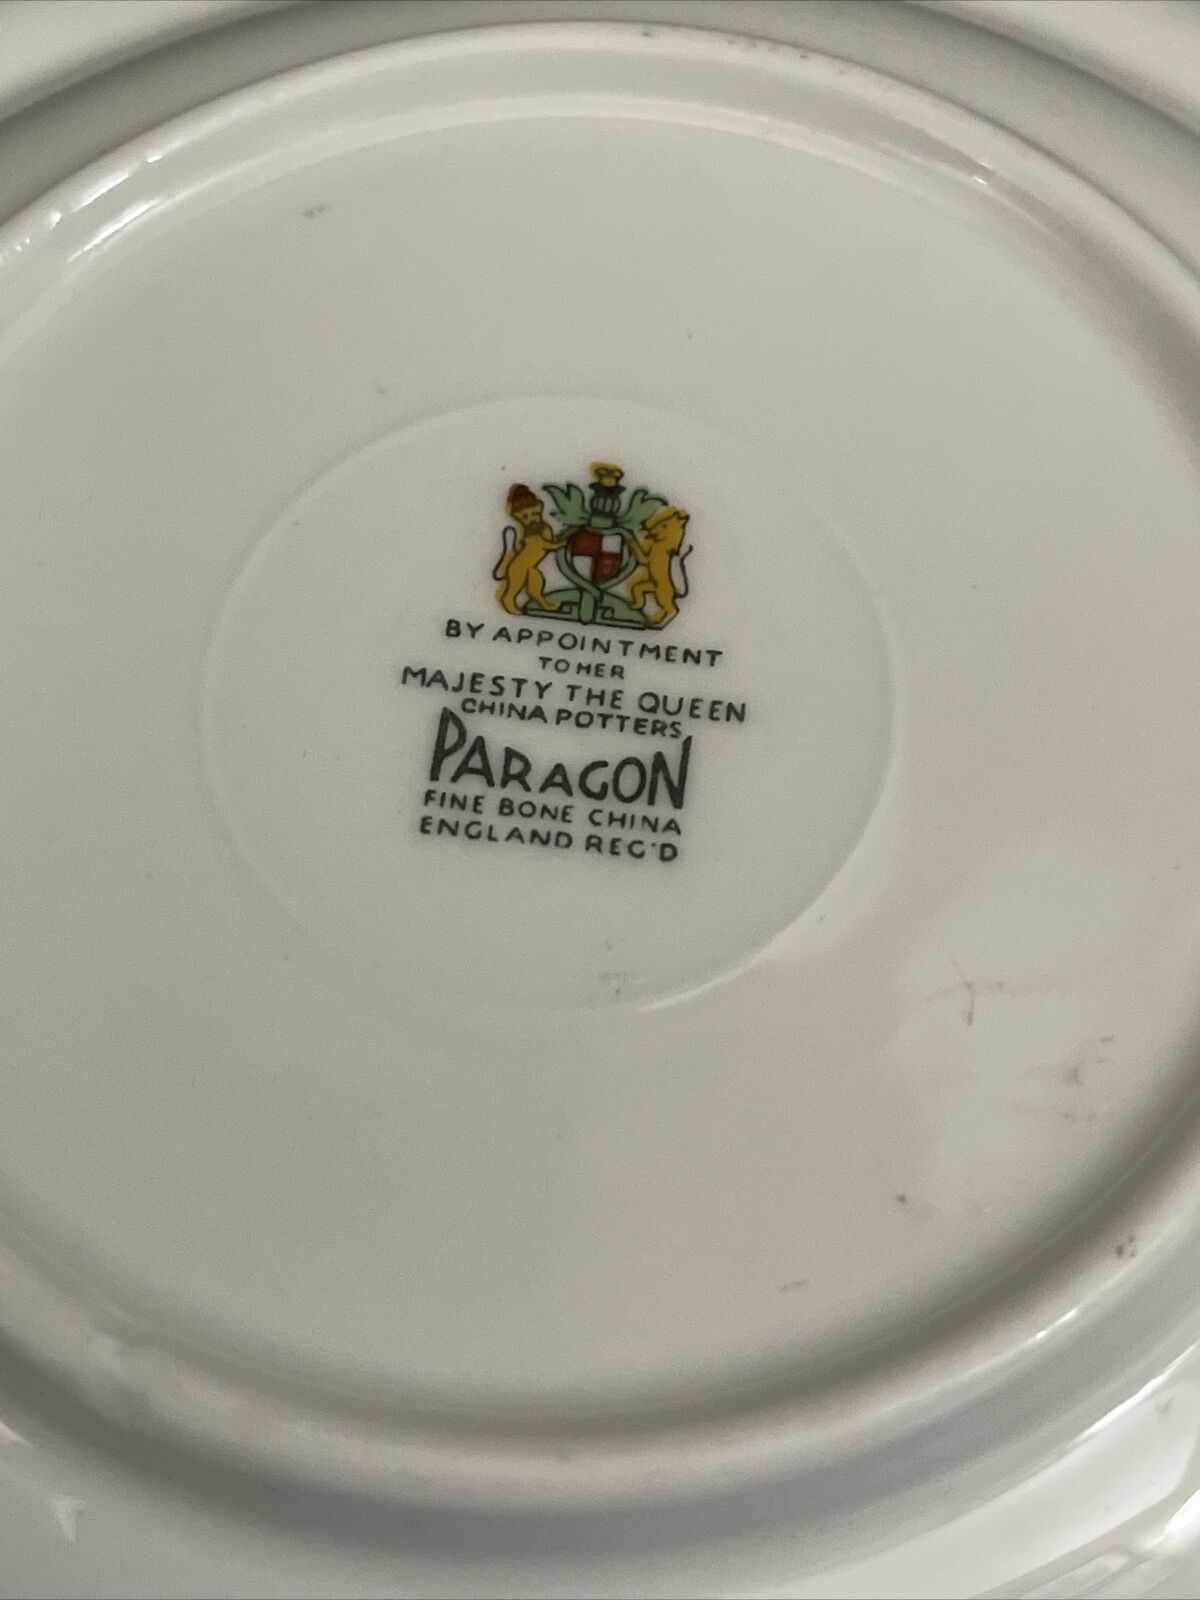 BY APPOINTMENT
TO HER
MAJESTY THE QUEEN
CHINA POTTERS
PARAGON
FINE BONE CHINA
ENGLAND REG'D